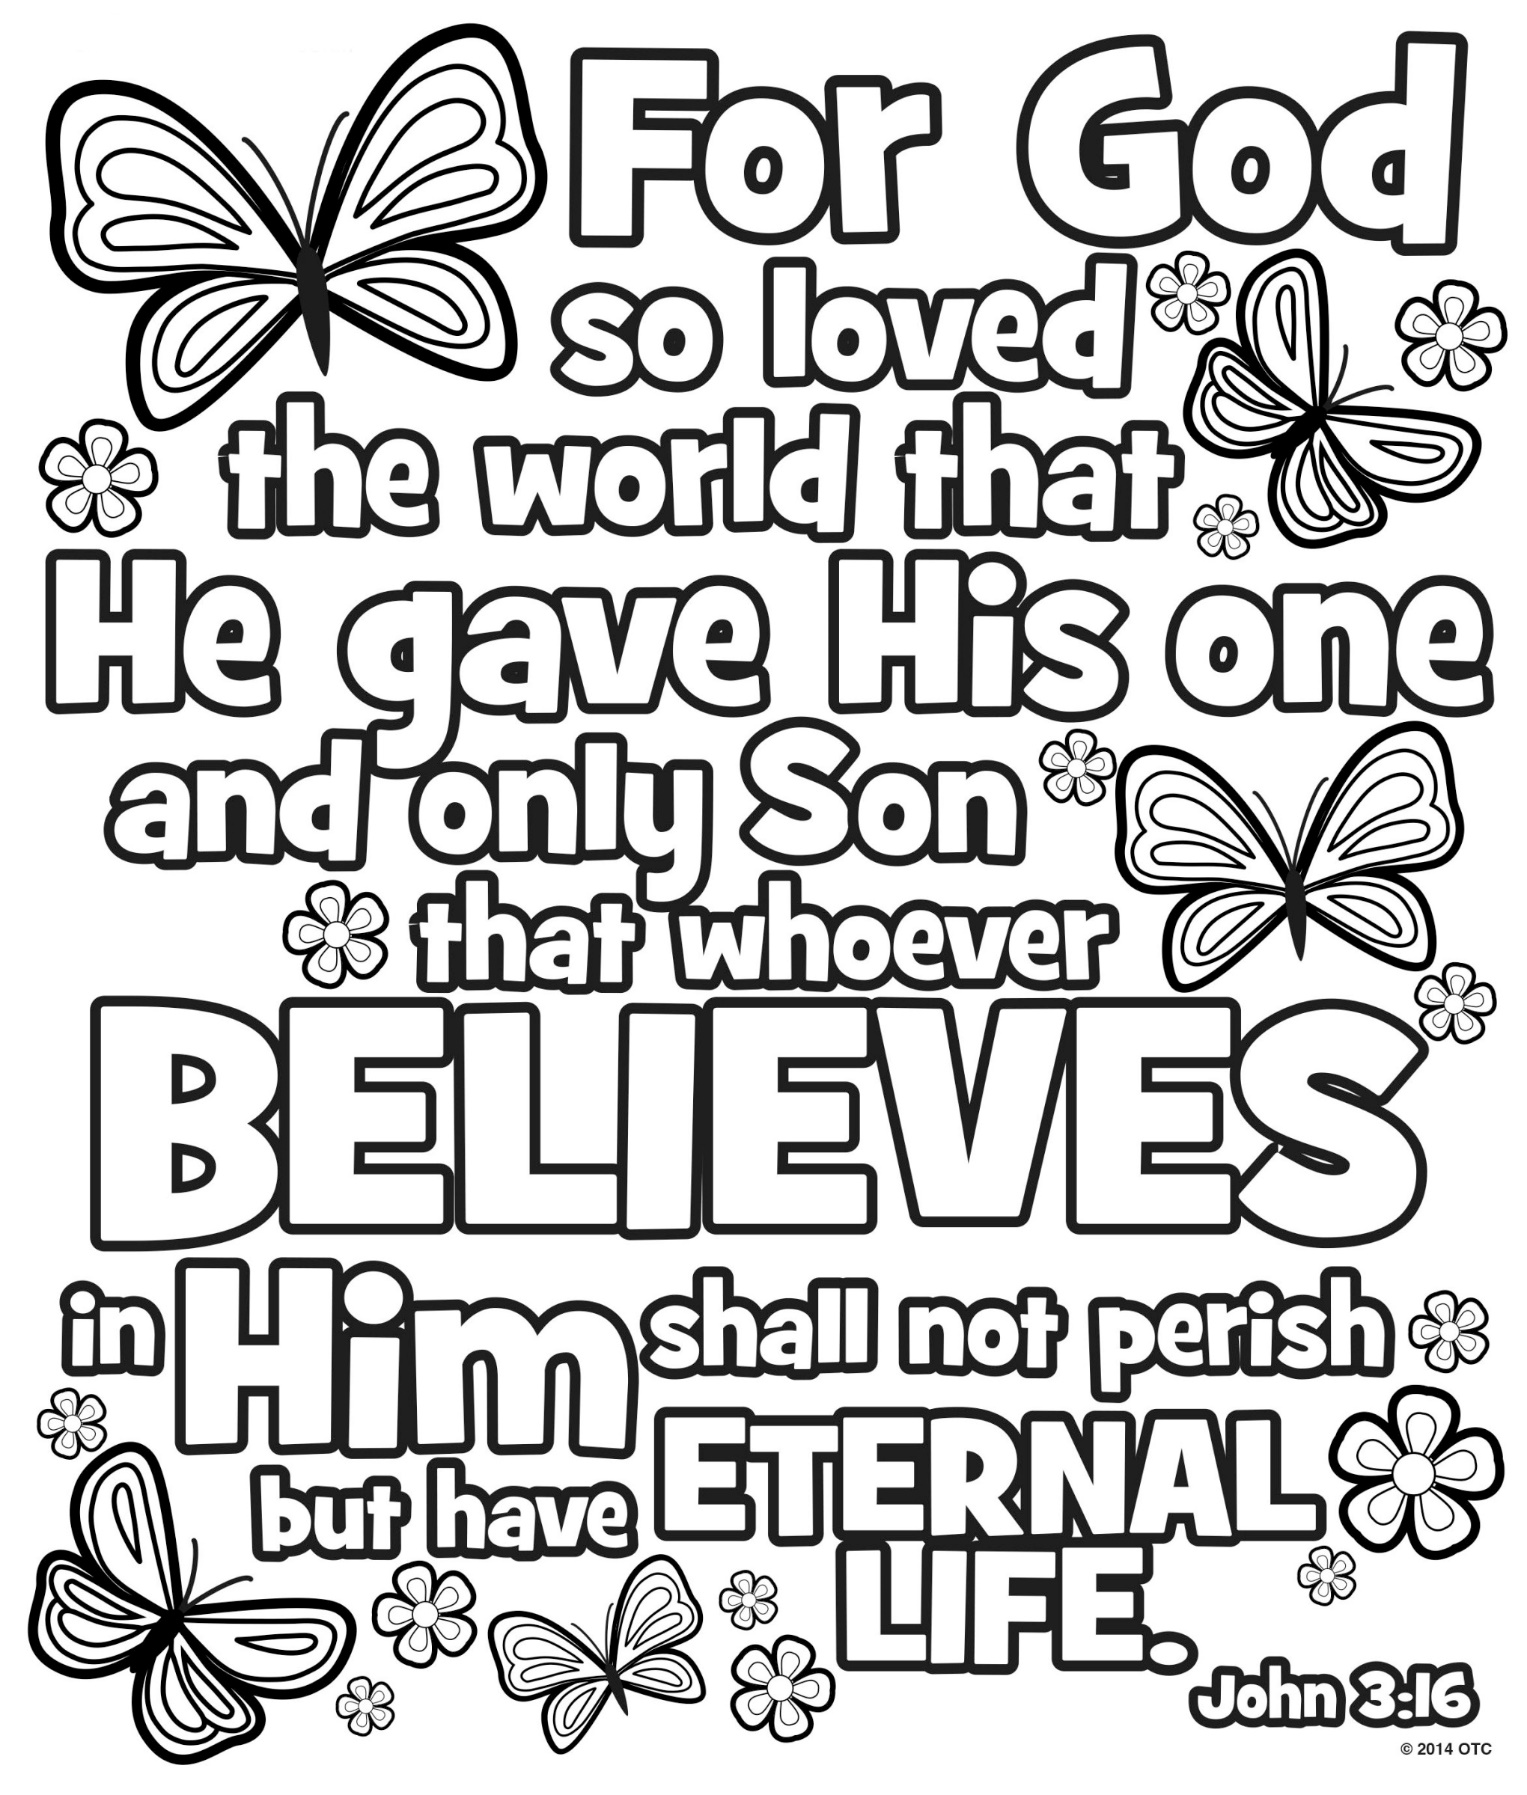 For God
so loved
the world that
He gave His one
and only Son
that whoever
BELIEVES
in Him shall not perish
but have ETERNAL
LIFE.
John 3:16
© 2014 OTC